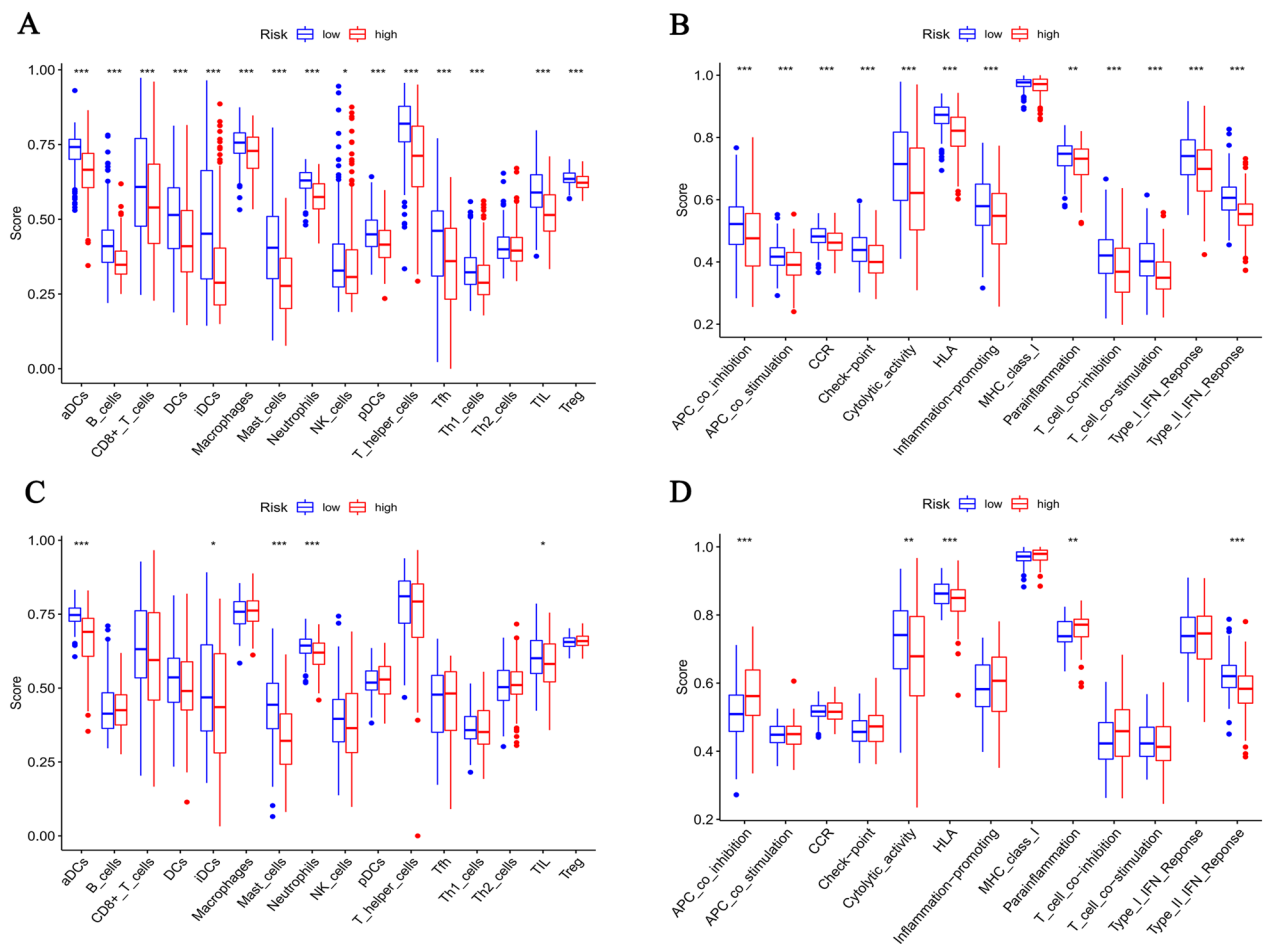 A
Risk low high
*** *** *** *** *** *** *** *** * *** *** *** *** *** ***
Score
1.00
0.75
0.50
0.25
0.00
aDCs
B_cells
CD8+_T_cells
DCs
iDCs
Macrophages
Mast_cells
Neutrophils
NK_cells
pDCs
T_helper_cells
Tfh
Th1_cells
Th2_cells
TIL
Treg
B
Risk low high
*** *** *** *** *** *** *** ** *** *** *** ***
Score
1.0
0.8
0.6
0.4
0.2
APC_co_inhibition
APC_co_stimulation
CCR
Check-point
Cytolytic_activity
HLA
Inflammation-promoting
MHC_class_I
Parainflammation
T_cell_co-inhibition
T_cell_co-stimulation
Type_I_IFN_Reponse
Type_II_IFN_Reponse
C
Risk low high
*** * *** *** *
Score
1.00
0.75
0.50
0.25
0.00
aDCs
B_cells
CD8+_T_cells
DCs
iDCs
Macrophages
Mast_cells
Neutrophils
NK_cells
pDCs
T_helper_cells
Tfh
Th1_cells
Th2_cells
TIL
Treg
D
Risk low high
*** ** *** ** ***
Score
1.0
0.8
0.6
0.4
0.2
APC_co_inhibition
APC_co_stimulation
CCR
Check-point
Cytolytic_activity
HLA
Inflammation-promoting
MHC_class_I
Parainflammation
T_cell_co-inhibition
T_cell_co-stimulation
Type_I_IFN_Reponse
Type_II_IFN_Reponse